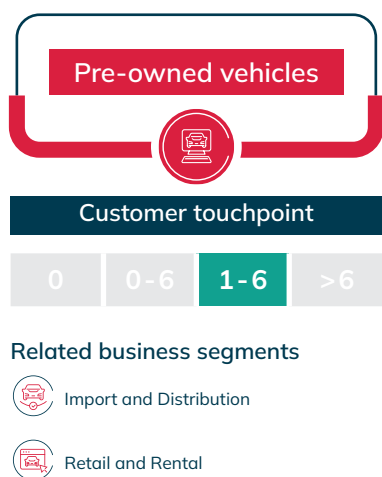 Pre-owned vehicles
Customer touchpoint
0 0-6 1-6 >6
Related business segments
Import and Distribution
Retail and Rental